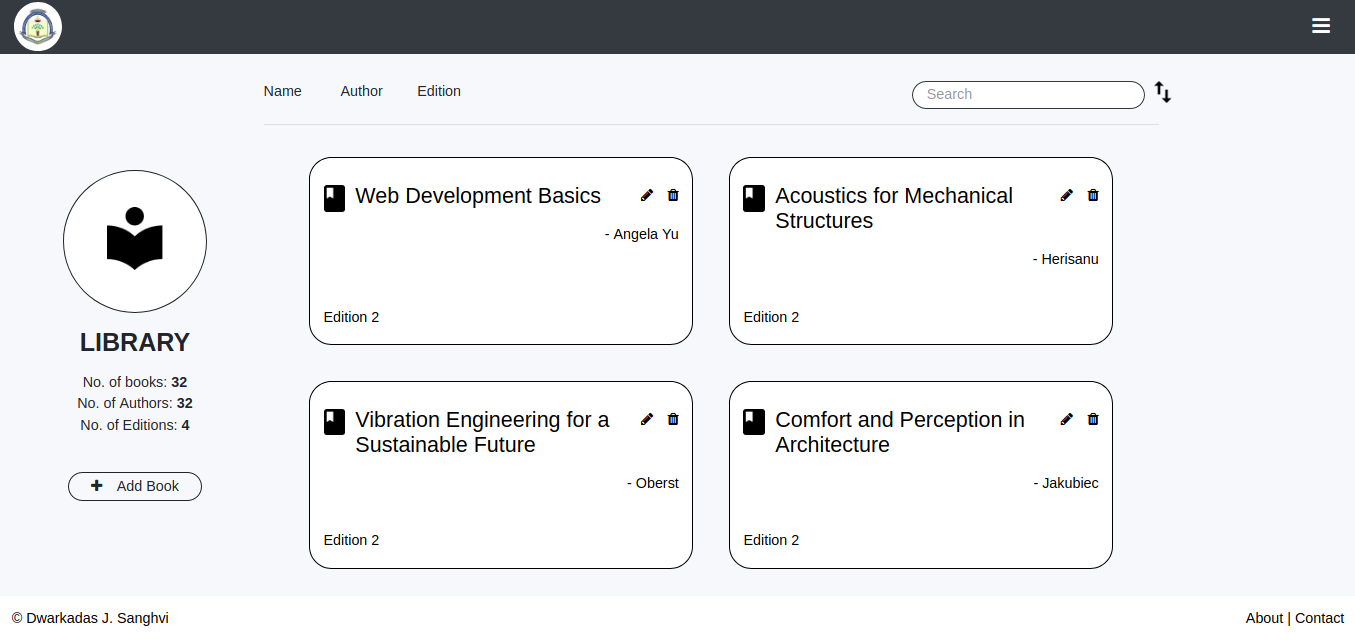 Name Author Edition Search
Web Development Basics
- Angela Yu
Edition 2
Acoustics for Mechanical
Structures
- Herisanu
Edition 2
LIBRARY
No. of books: 32
No. of Authors: 32
No. of Editions: 4
Add Book
Vibration Engineering for a
Sustainable Future
- Oberst
Edition 2
Comfort and Perception in
Architecture
- Jakubiec
Edition 2
© Dwarkadas J. Sanghvi
About | Contact